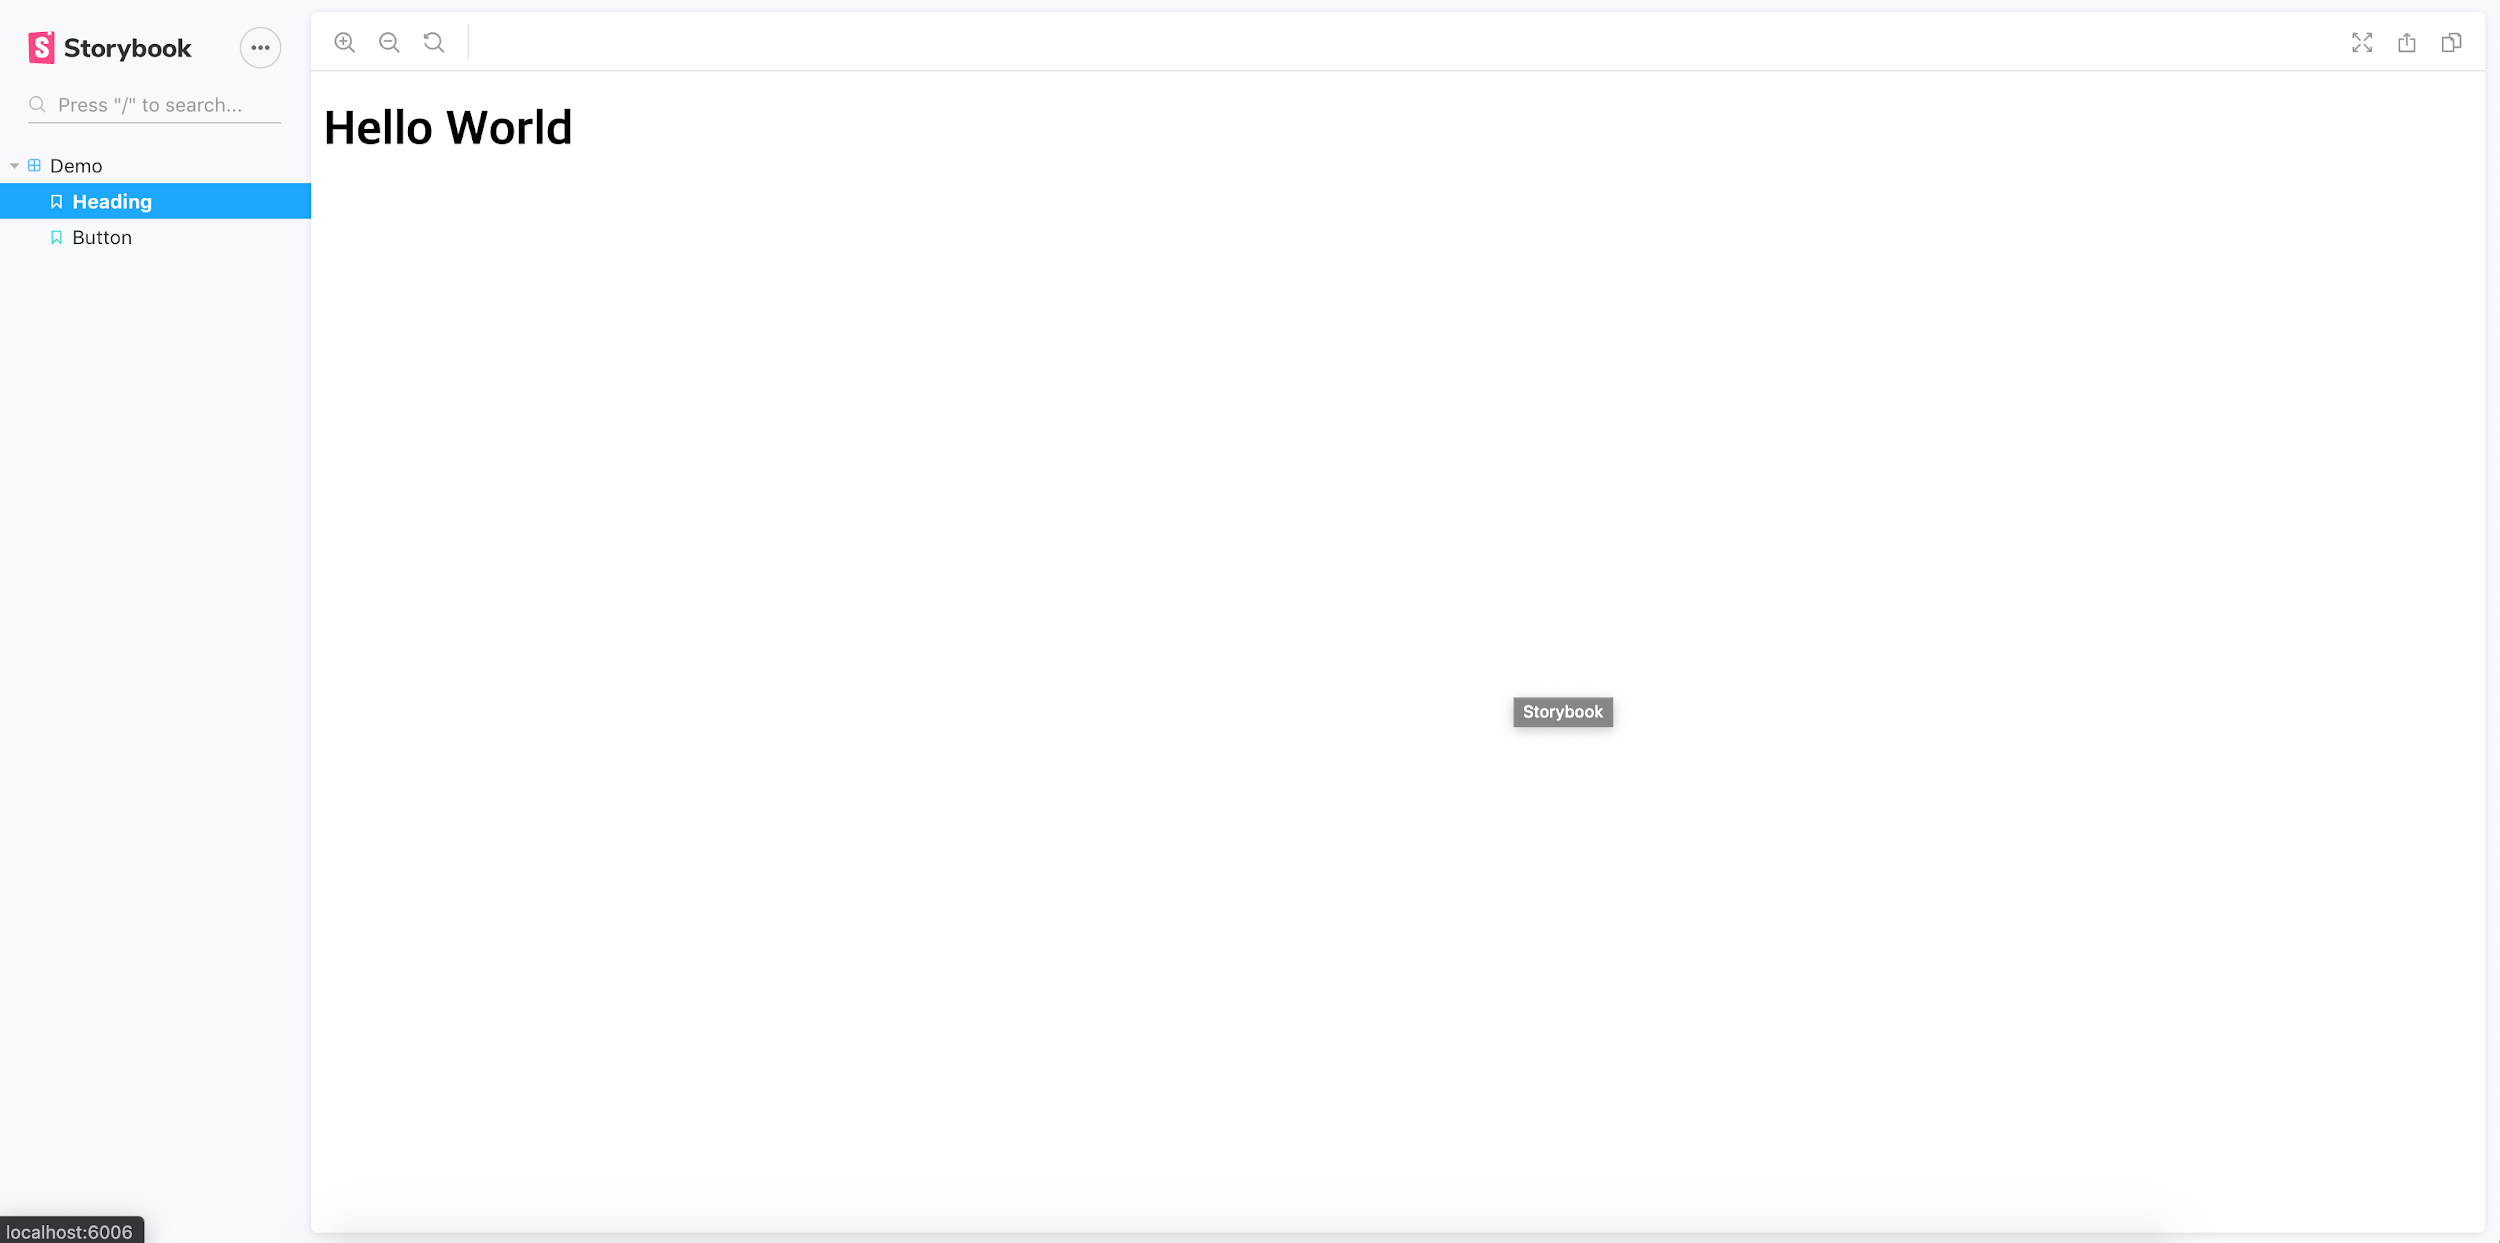 Storybook
Press "/" to search...
Demo
Heading
Button
Hello World
Storybook
localhost:6006